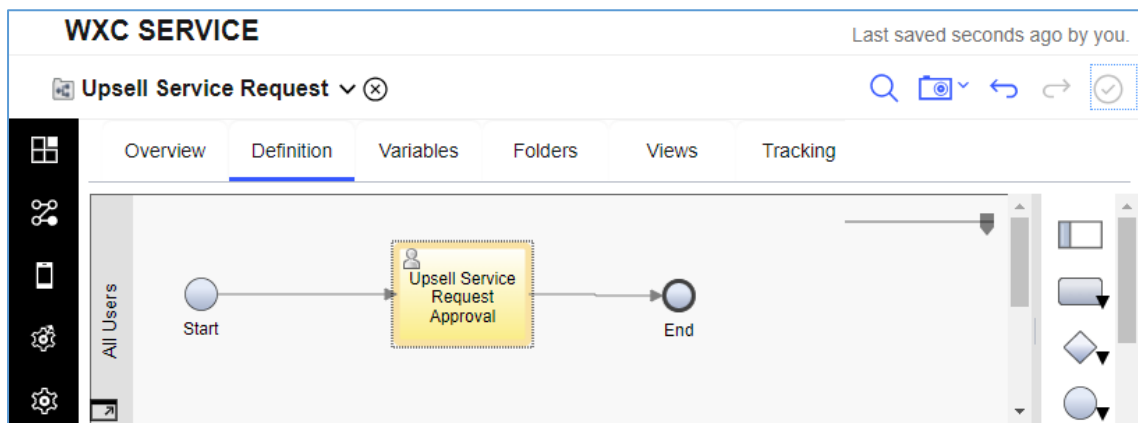 WXC SERVICE
Last saved seconds ago by you.
Upsell Service Request
Overview Definition Variables Folders Views Tracking
All Users
Start
Upsell Service
Request
Approval
End